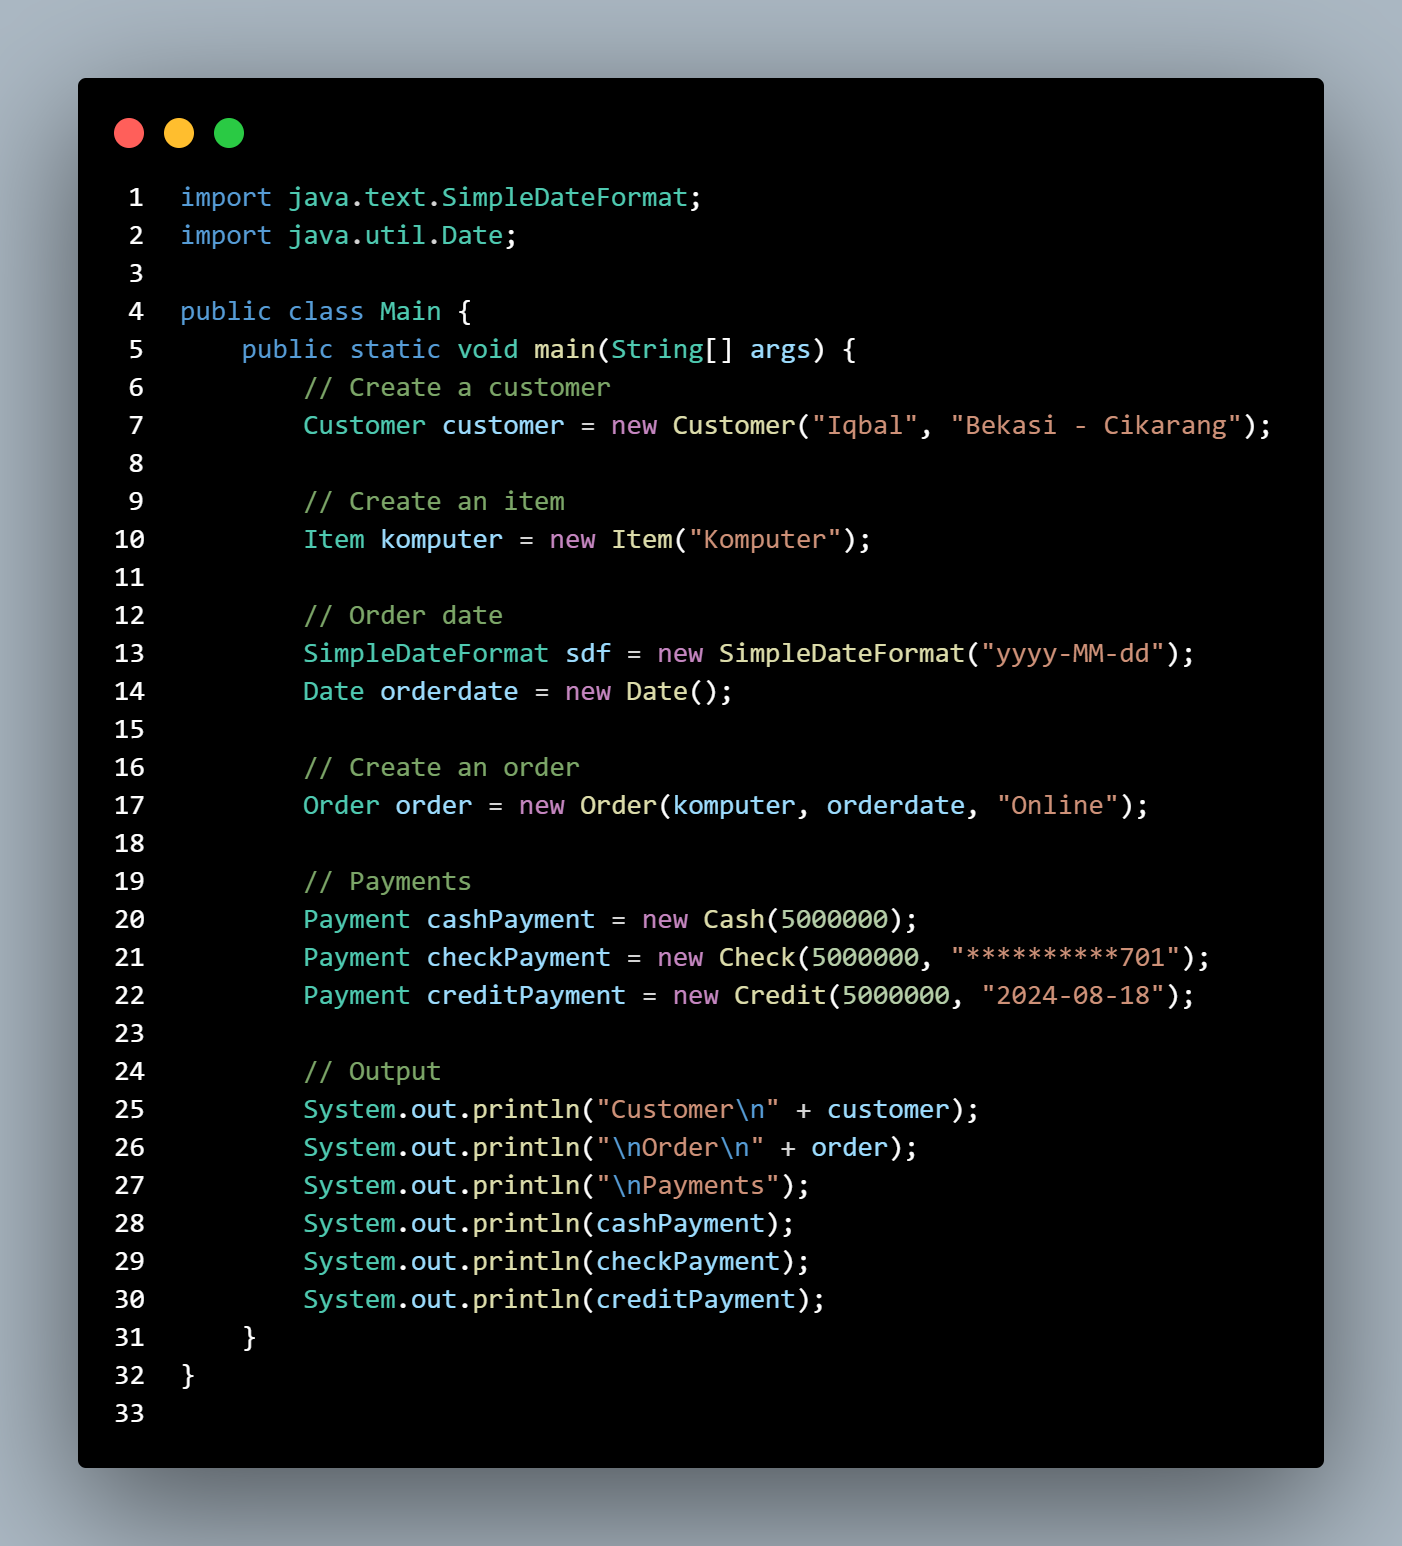 1 import java.text.SimpleDateFormat;
2 import java.util.Date;
3
4 public class Main {
5     public static void main(String[] args) {
6         // Create a customer
7         Customer customer = new Customer("Iqbal", "Bekasi - Cikarang");
8
9         // Create an item
10         Item komputer = new Item("Komputer");
11
12         // Order date
13         SimpleDateFormat sdf = new SimpleDateFormat("yyyy-MM-dd");
14         Date orderdate = new Date();
15
16         // Create an order
17         Order order = new Order(komputer, orderdate, "Online");
18
19         // Payments
20         Payment cashPayment = new Cash(5000000);
21         Payment checkPayment = new Check(5000000, "**********701");
22         Payment creditPayment = new Credit(5000000, "2024-08-18");
23
24         // Output
25         System.out.println("Customer\n" + customer);
26         System.out.println("\nOrder\n" + order);
27         System.out.println("\nPayments");
28         System.out.println(cashPayment);
29         System.out.println(checkPayment);
30         System.out.println(creditPayment);
31     }
32 }
33